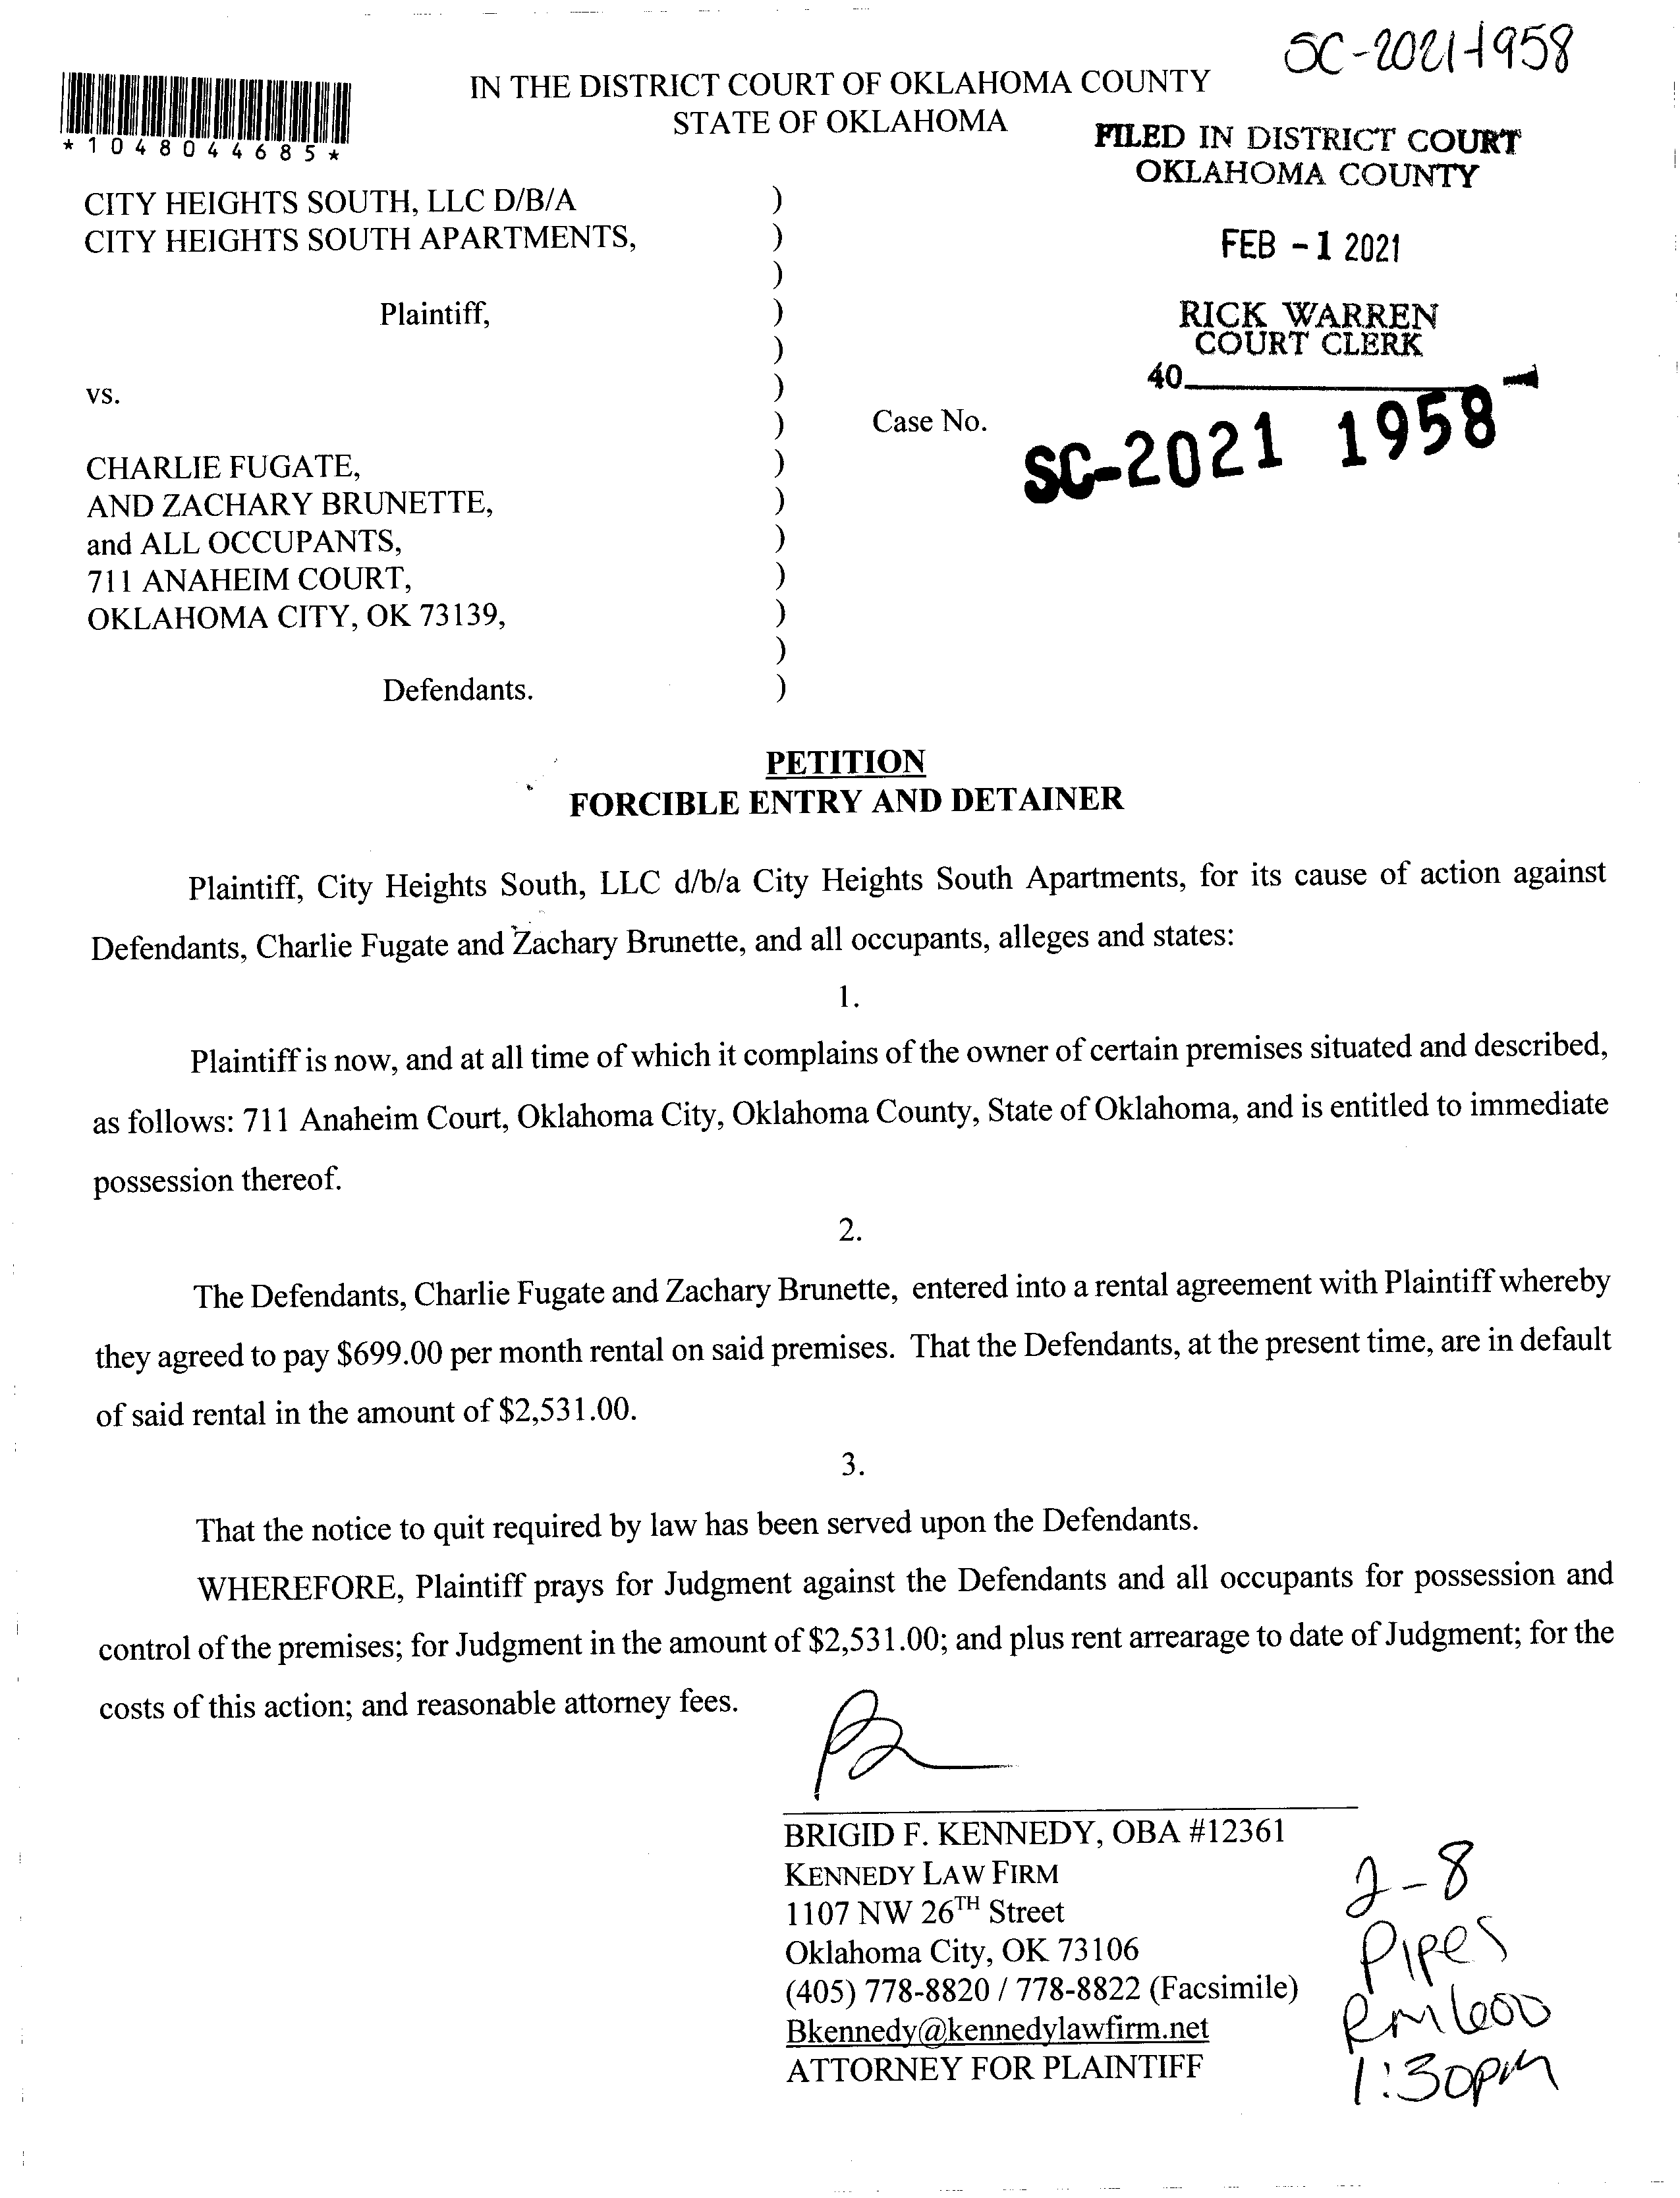 SC-2021-1958
*1048044685*
IN THE DISTRICT COURT OF OKLAHOMA COUNTY
STATE OF OKLAHOMA
FILED IN DISTRICT COURT
OKLAHOMA COUNTY
FEB -1 2021
RICK WARREN
COURT CLERK
40
CITY HEIGHTS SOUTH, LLC D/B/A )
CITY HEIGHTS SOUTH APARTMENTS, )
)
Plaintiff, )
)
vs. )
) Case No. SC-2021 1958
CHARLIE FUGATE, )
AND ZACHARY BRUNETTE, )
and ALL OCCUPANTS, )
711 ANAHEIM COURT, )
OKLAHOMA CITY, OK 73139, )
)
Defendants. )
PETITION
FORCIBLE ENTRY AND DETAINER
Plaintiff, City Heights South, LLC d/b/a City Heights South Apartments, for its cause of action against
Defendants, Charlie Fugate and Zachary Brunette, and all occupants, alleges and states:
1.
Plaintiff is now, and at all time of which it complains of the owner of certain premises situated and described,
as follows: 711 Anaheim Court, Oklahoma City, Oklahoma County, State of Oklahoma, and is entitled to immediate
possession thereof.
2.
The Defendants, Charlie Fugate and Zachary Brunette, entered into a rental agreement with Plaintiff whereby
they agreed to pay $699.00 per month rental on said premises. That the Defendants, at the present time, are in default
of said rental in the amount of $2,531.00.
3.
That the notice to quit required by law has been served upon the Defendants.
WHEREFORE, Plaintiff prays for Judgment against the Defendants and all occupants for possession and
control of the premises; for Judgment in the amount of $2,531.00; and plus rent arrearage to date of Judgment; for the
costs of this action; and reasonable attorney fees.
BRIGID F. KENNEDY, OBA #12361
KENNEDY LAW FIRM
1107 NW 26TH Street
Oklahoma City, OK 73106
(405) 778-8820 / 778-8822 (Facsimile)
Bkennedy@kennedylawfirm.net
ATTORNEY FOR PLAINTIFF
2-8
Pipes
Rm 600
1:30pm